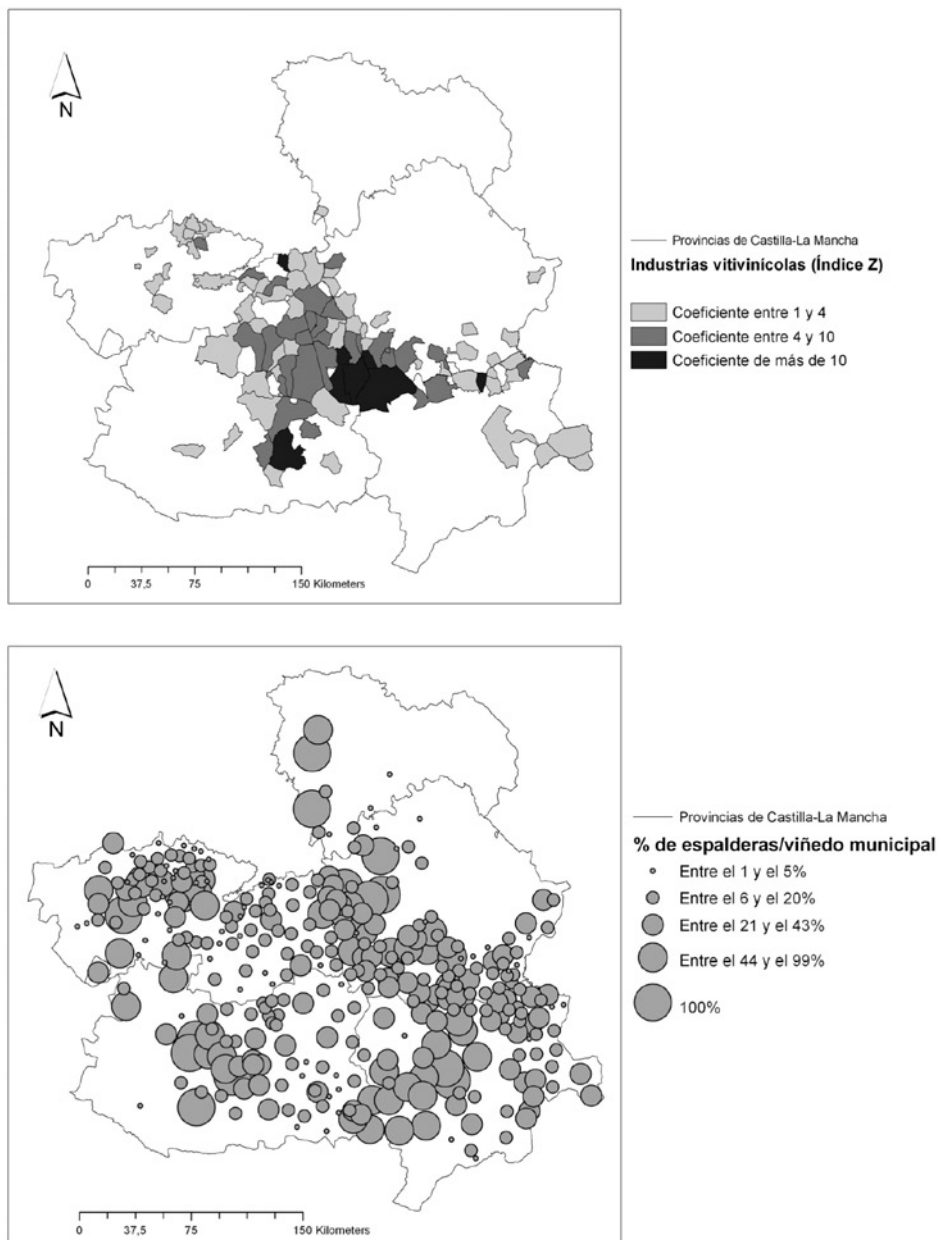 N
Provincias de Castilla-La Mancha
Industrias vitivinícolas (Índice Z)
Coeficiente entre 1 y 4
Coeficiente entre 4 y 10
Coeficiente de más de 10
0 37,5 75 150 Kilometers
N
Provincias de Castilla-La Mancha
% de espalderas/viñedo municipal
Entre el 1 y el 5%
Entre el 6 y el 20%
Entre el 21 y el 43%
Entre el 44 y el 99%
100%
0 37,5 75 150 Kilometers